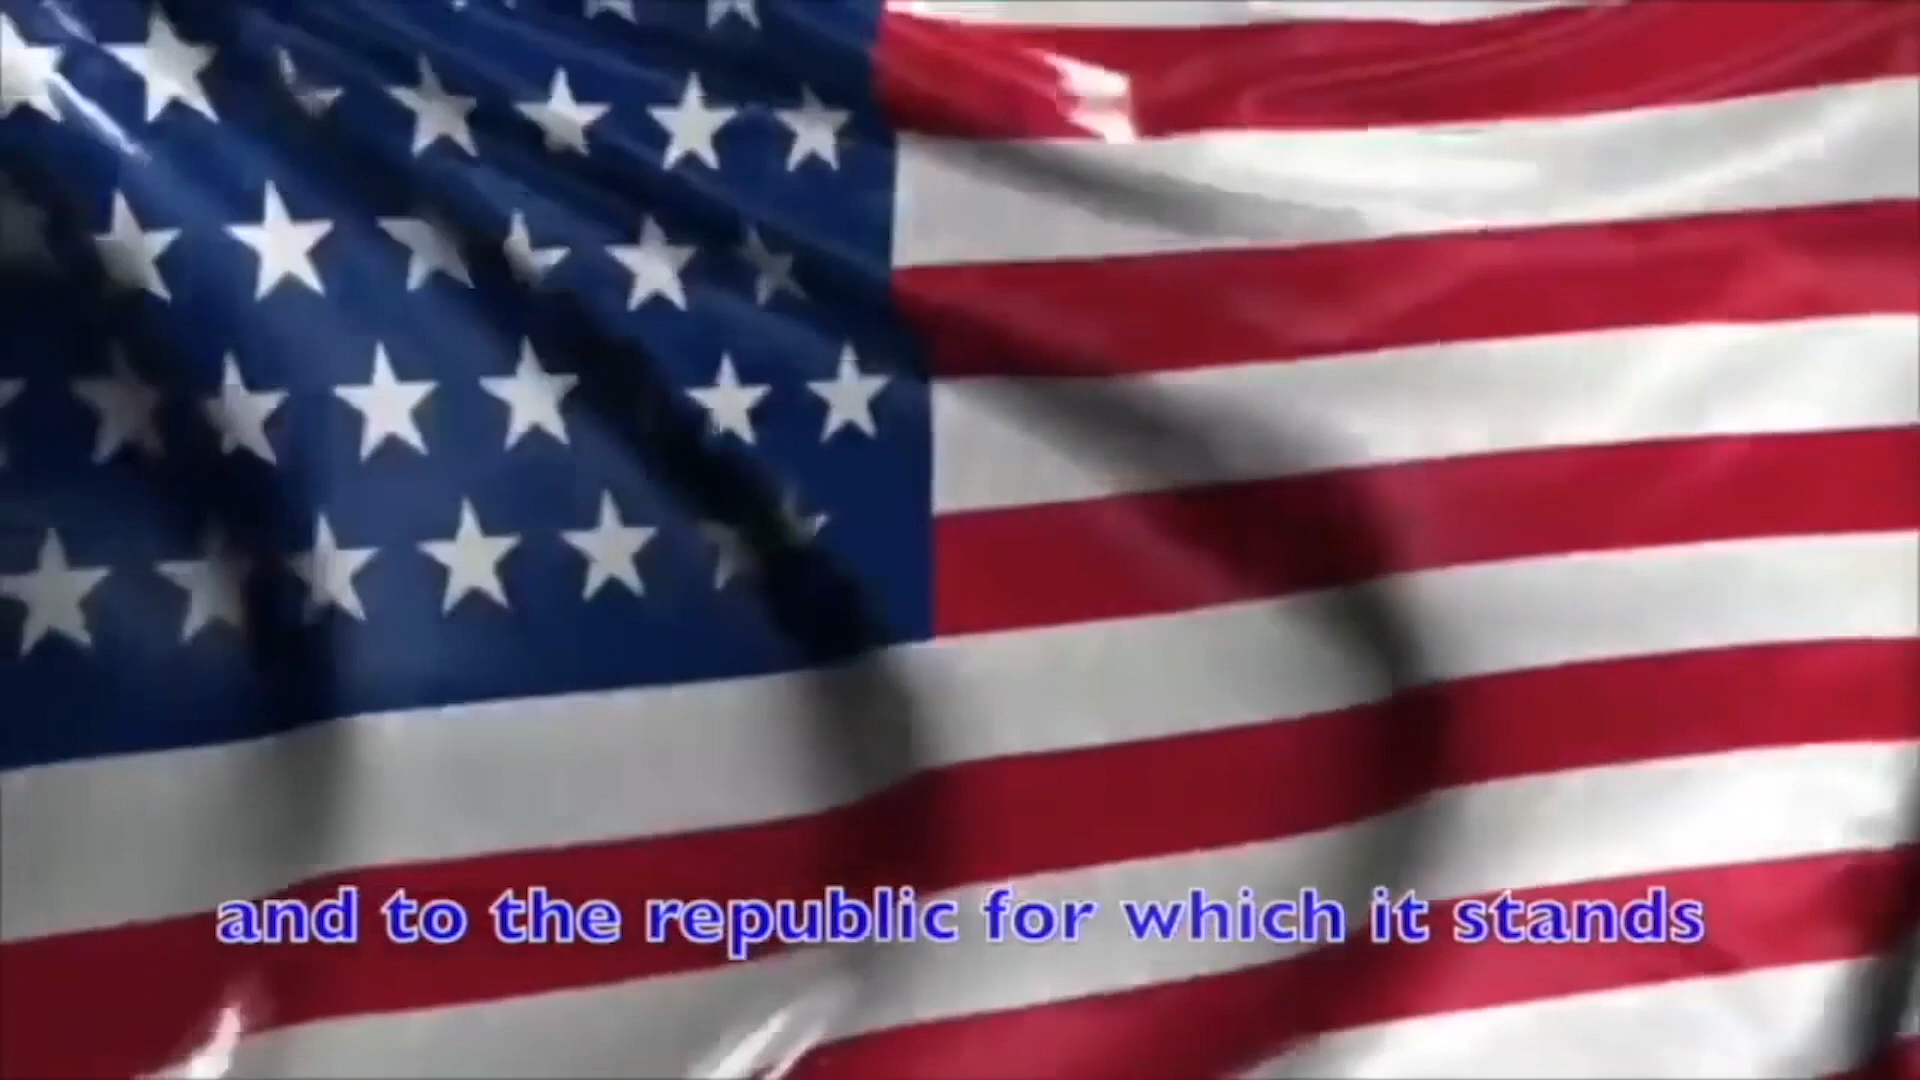 and to the republic for which it stands